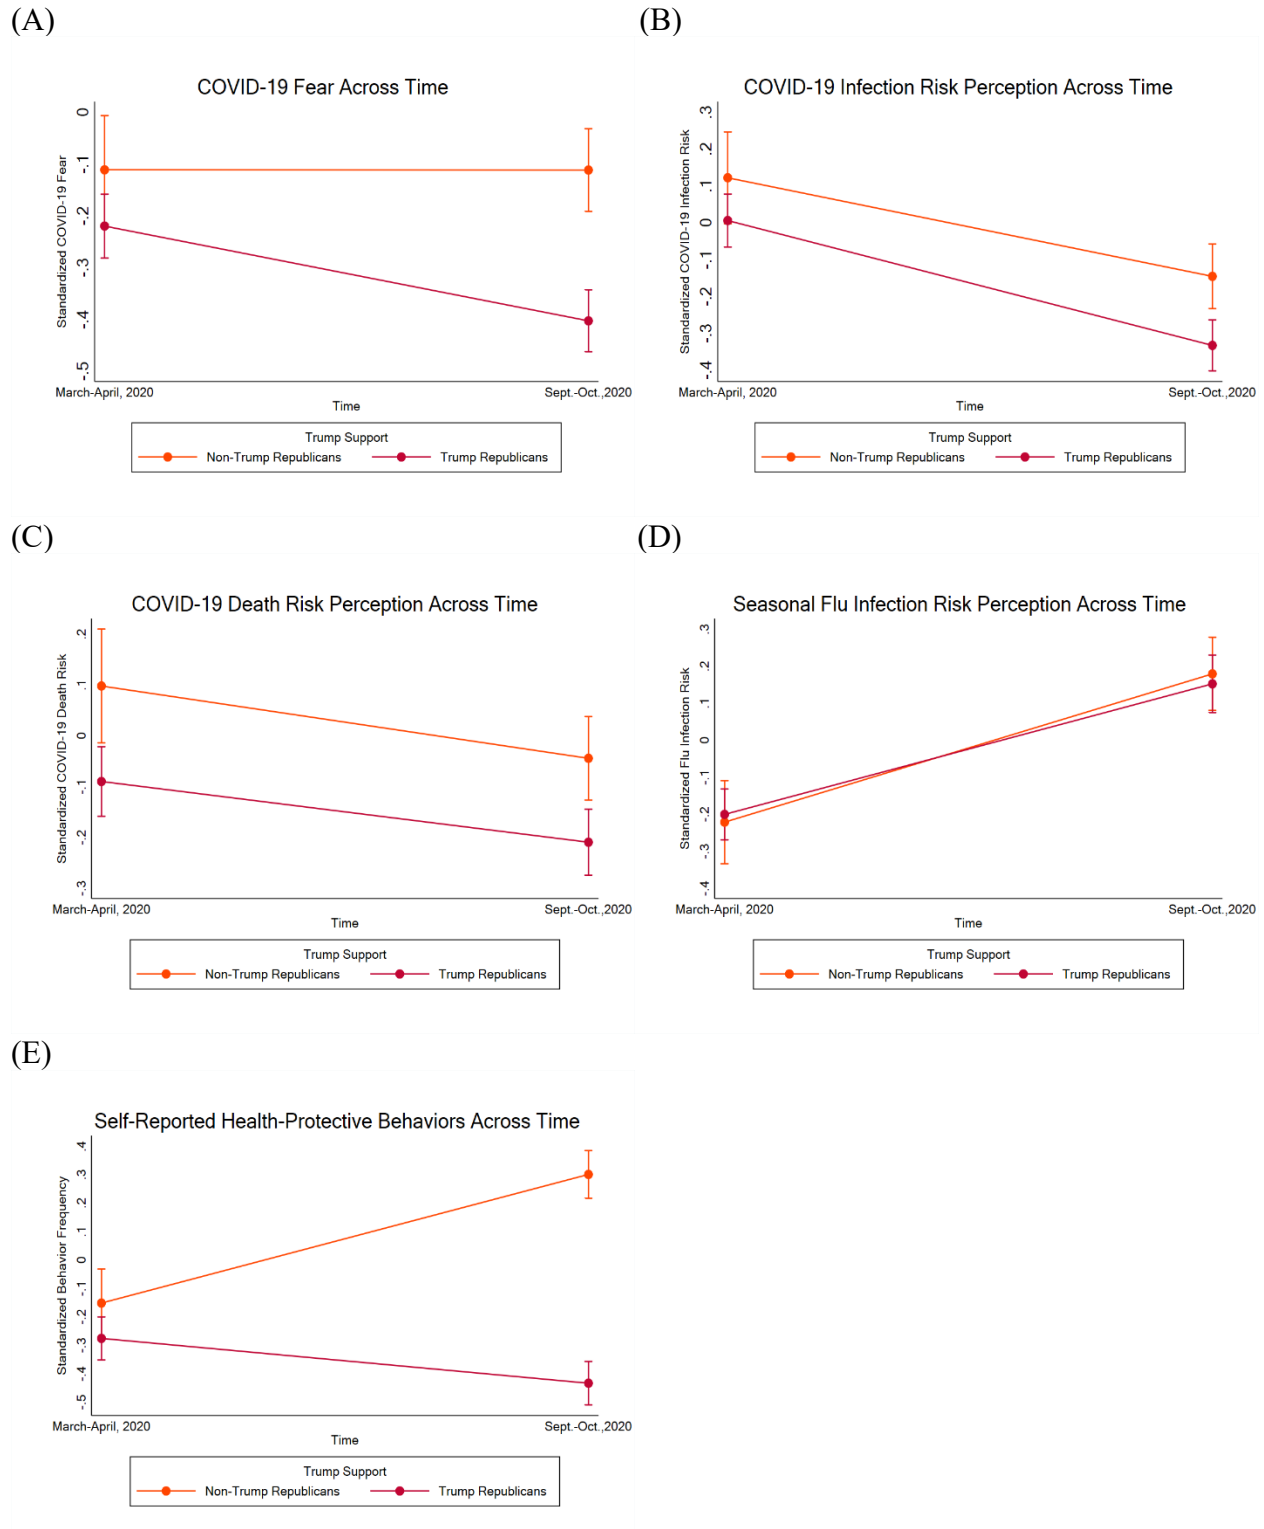 (A)
COVID-19 Fear Across Time
Standardized COVID-19 Fear
0
-.1
-.2
-.3
-.4
-.5
March-April, 2020
Sept.-Oct.,2020
Time
Trump Support
Non-Trump Republicans
Trump Republicans
(B)
COVID-19 Infection Risk Perception Across Time
Standardized COVID-19 Infection Risk
.3
.2
.1
0
-.1
-.2
-.3
-.4
March-April, 2020
Sept.-Oct.,2020
Time
Trump Support
Non-Trump Republicans
Trump Republicans
(C)
COVID-19 Death Risk Perception Across Time
Standardized COVID-19 Death Risk
.2
.1
0
-.1
-.2
-.3
March-April, 2020
Sept.-Oct.,2020
Time
Trump Support
Non-Trump Republicans
Trump Republicans
(D)
Seasonal Flu Infection Risk Perception Across Time
Standardized Flu Infection Risk
.3
.2
.1
0
-.1
-.2
-.3
-.4
March-April, 2020
Sept.-Oct.,2020
Time
Trump Support
Non-Trump Republicans
Trump Republicans
(E)
Self-Reported Health-Protective Behaviors Across Time
Standardized Behavior Frequency
.4
.3
.2
.1
0
-.1
-.2
-.3
-.4
-.5
March-April, 2020
Sept.-Oct.,2020
Time
Trump Support
Non-Trump Republicans
Trump Republicans